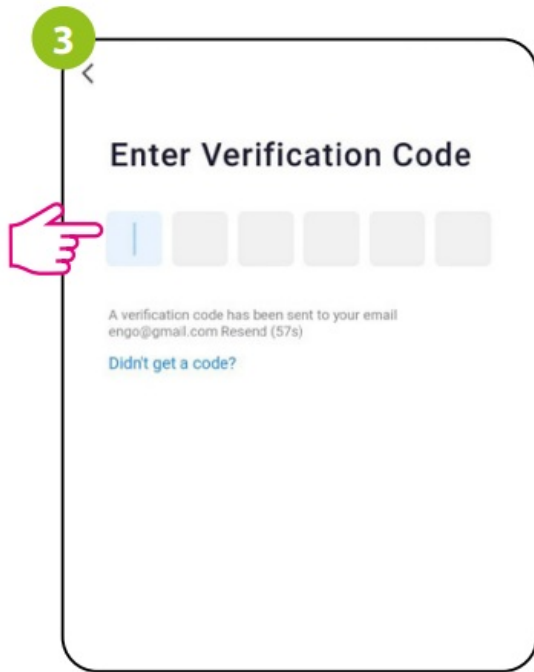 3
Enter Verification Code
A verification code has been sent to your email
engo@gmail.com Resend (57s)
Didn't get a code?